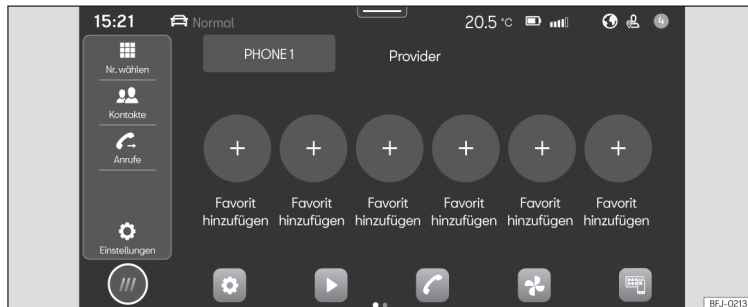 15:21 Normal 20.5 °C 4
Nr. wählen
PHONE 1 Provider
Kontakte
Anrufe
Favorit Favorit Favorit Favorit Favorit Favorit
hinzufügen hinzufügen hinzufügen hinzufügen hinzufügen hinzufügen
Einstellungen
BFJ-0213